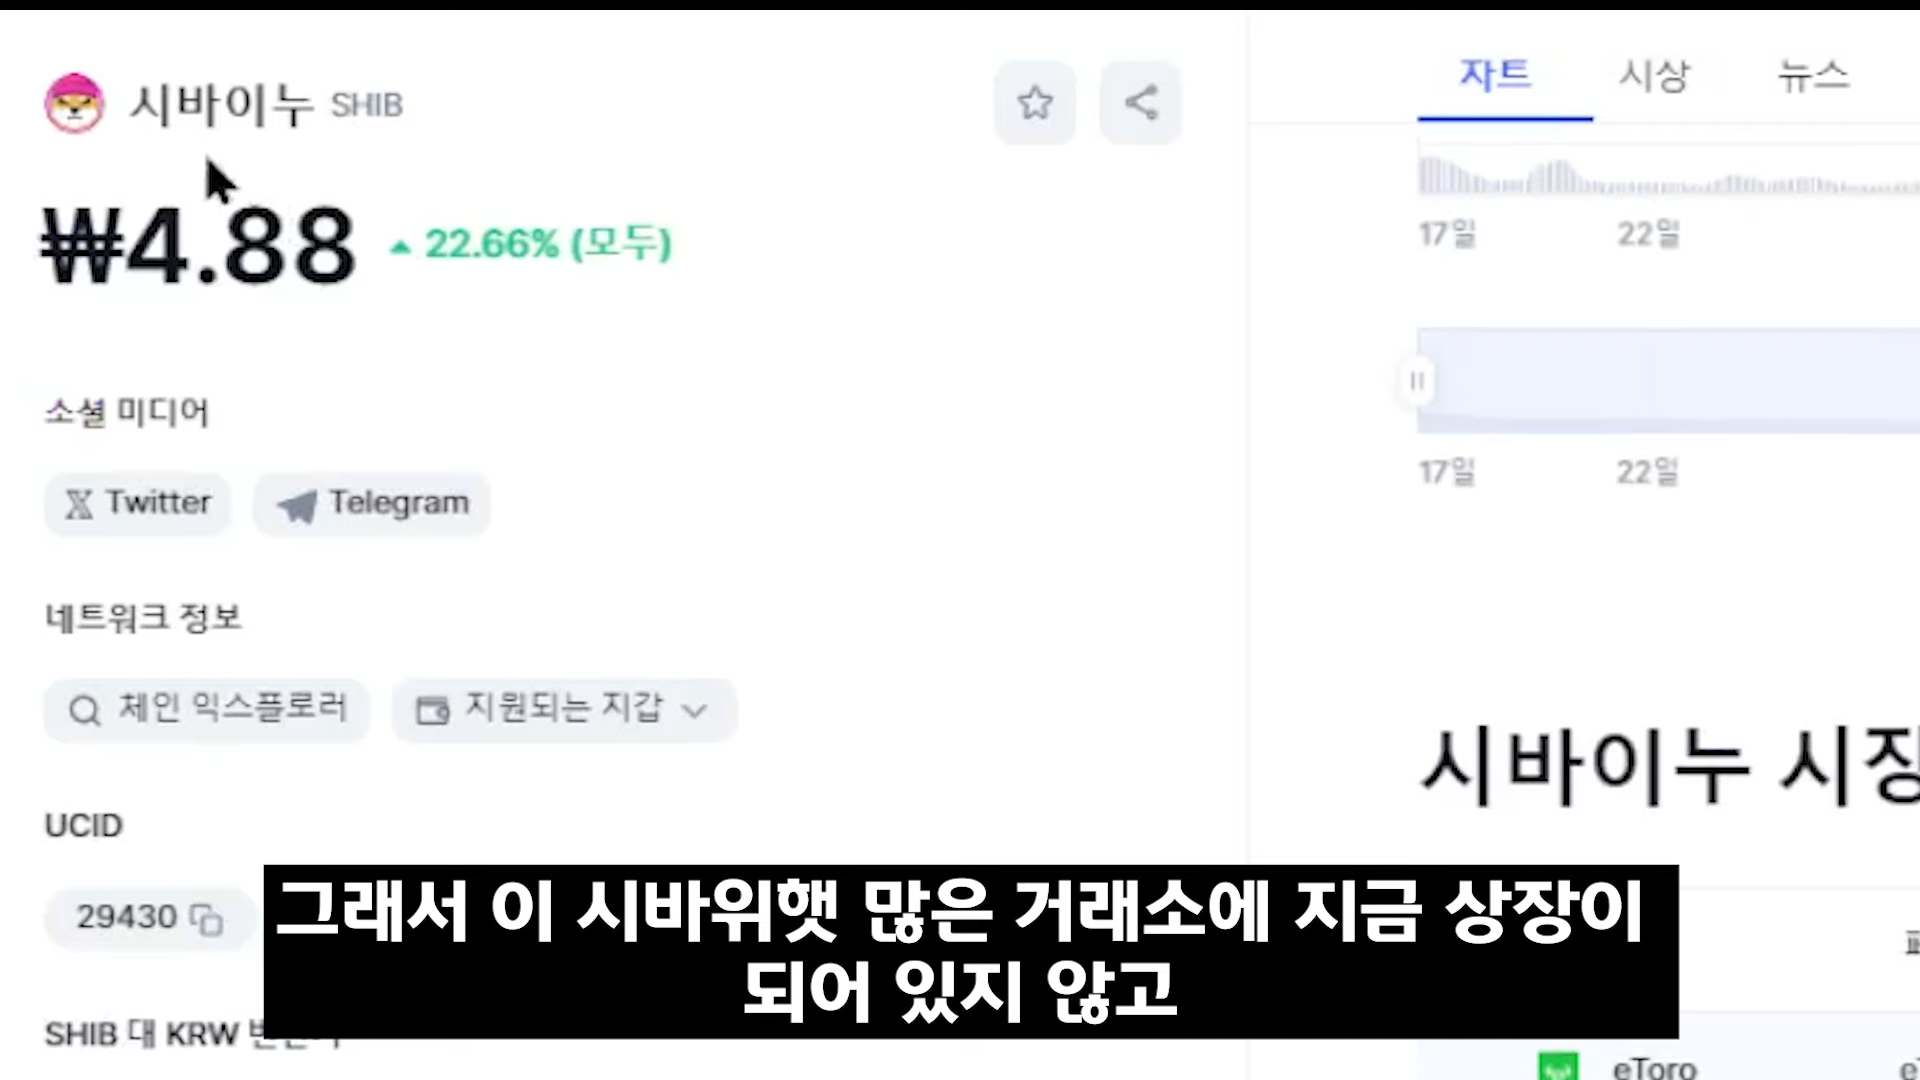 시바이누 SHIB
₩4.88 22.66% (모두)
소셜 미디어
Twitter Telegram
네트워크 정보
체인 익스플로러 지원되는 지갑
UCID
29430
SHIB 대 KRW
차트 시장 뉴스
17일 22일
17일 22일
시바이누 시장
eToro
그래서 이 시바위햇 많은 거래소에 지금 상장이
되어 있지 않고